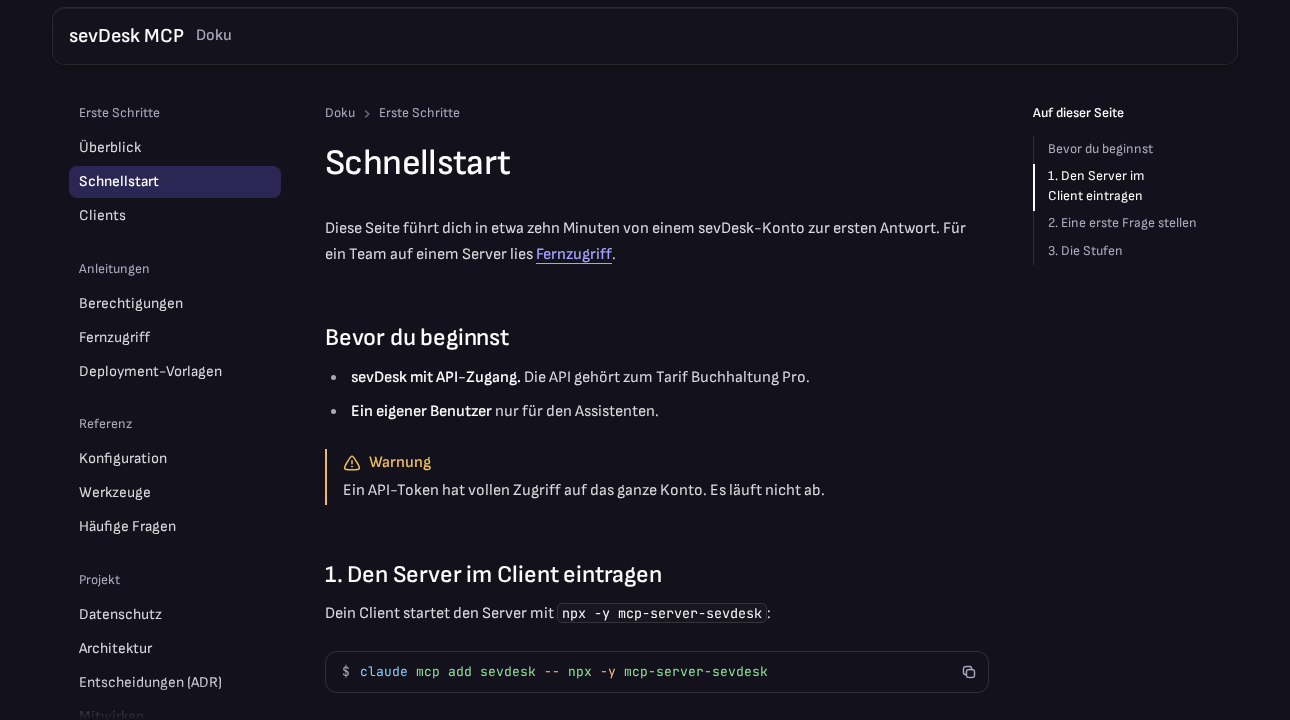 sevDesk MCP Doku
Erste Schritte
Überblick
Schnellstart
Clients
Anleitungen
Berechtigungen
Fernzugriff
Deployment-Vorlagen
Referenz
Konfiguration
Werkzeuge
Häufige Fragen
Projekt
Datenschutz
Architektur
Entscheidungen (ADR)
Mitwirken
Doku > Erste Schritte
Schnellstart
Diese Seite führt dich in etwa zehn Minuten von einem sevDesk-Konto zur ersten Antwort. Für
ein Team auf einem Server lies Fernzugriff.
Bevor du beginnst
• sevDesk mit API-Zugang. Die API gehört zum Tarif Buchhaltung Pro.
• Ein eigener Benutzer nur für den Assistenten.
Warnung
Ein API-Token hat vollen Zugriff auf das ganze Konto. Es läuft nicht ab.
1. Den Server im Client eintragen
Dein Client startet den Server mit npx -y mcp-server-sevdesk:
$ claude mcp add sevdesk -- npx -y mcp-server-sevdesk
Auf dieser Seite
Bevor du beginnst
1. Den Server im
Client eintragen
2. Eine erste Frage stellen
3. Die Stufen